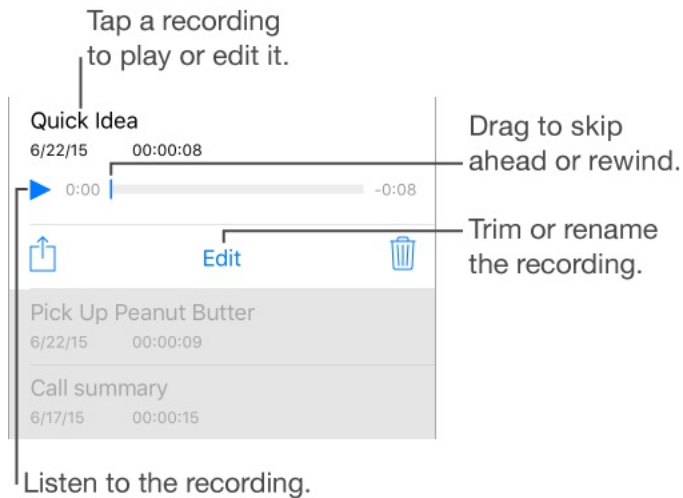 Tap a recording
to play or edit it.
Quick Idea
6/22/15 00:00:08
0:00 -0:08
Drag to skip
ahead or rewind.
Edit
Trim or rename
the recording.
Pick Up Peanut Butter
6/22/15 00:00:09
Call summary
6/17/15 00:00:15
Listen to the recording.